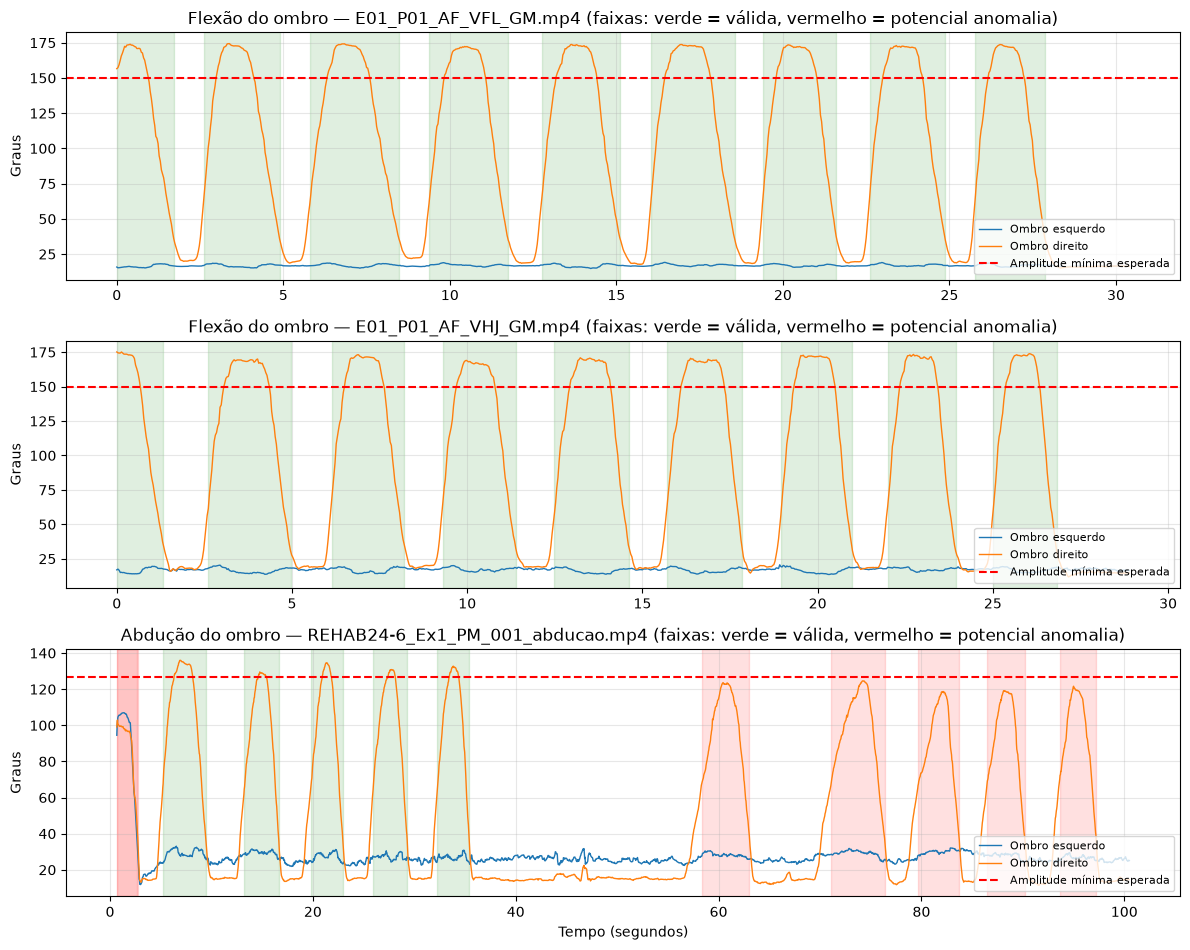 Flexão do ombro — E01_P01_AF_VFL_GM.mp4 (faixas: verde = válida, vermelho = potencial anomalia)
175
150
125
100
75
50
25
Graus
Ombro esquerdo
Ombro direito
Amplitude mínima esperada
0 5 10 15 20 25 30
Flexão do ombro — E01_P01_AF_VHJ_GM.mp4 (faixas: verde = válida, vermelho = potencial anomalia)
175
150
125
100
75
50
25
Graus
Ombro esquerdo
Ombro direito
Amplitude mínima esperada
0 5 10 15 20 25 30
Abdução do ombro — REHAB24-6_Ex1_PM_001_abducao.mp4 (faixas: verde = válida, vermelho = potencial anomalia)
140
120
100
80
60
40
20
Graus
Ombro esquerdo
Ombro direito
Amplitude mínima esperada
0 20 40 60 80 100
Tempo (segundos)